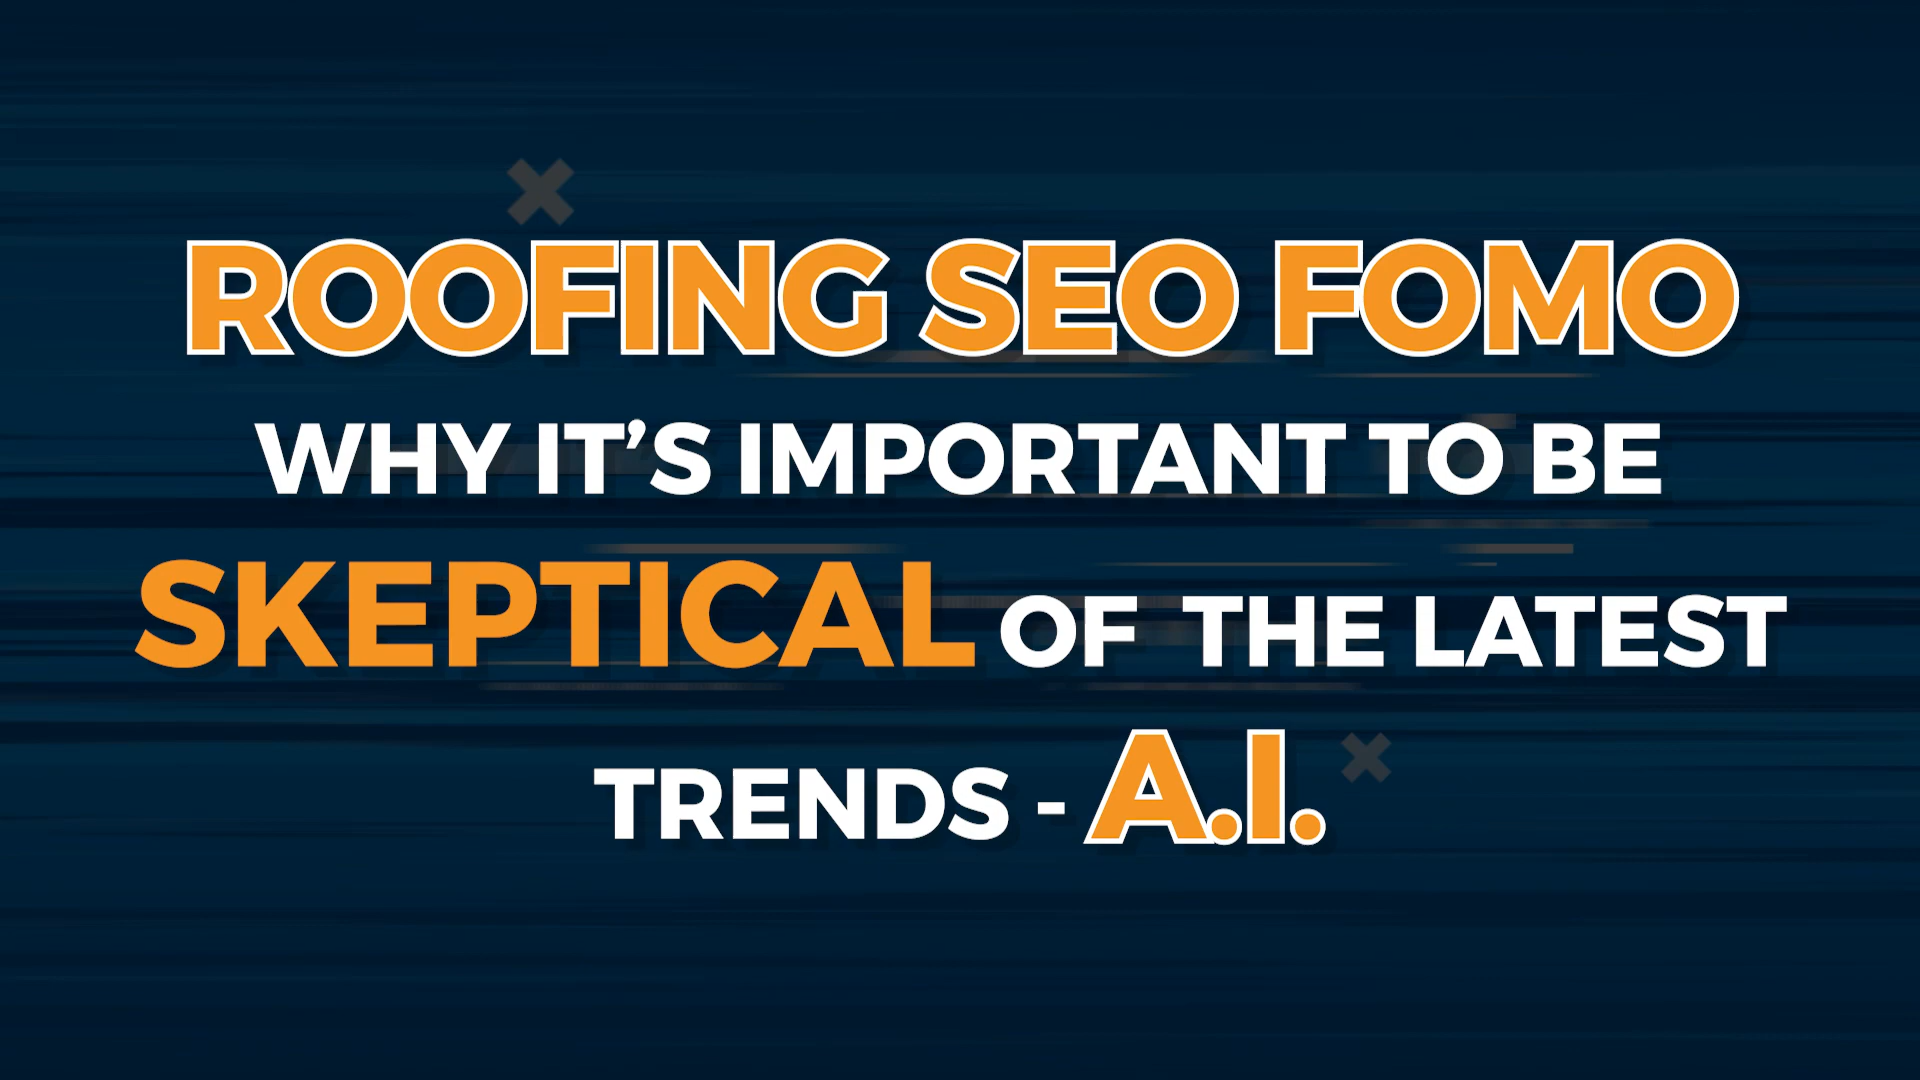 ROOFING SEO FOMO
WHY IT’S IMPORTANT TO BE
SKEPTICAL OF THE LATEST
TRENDS - A.I.